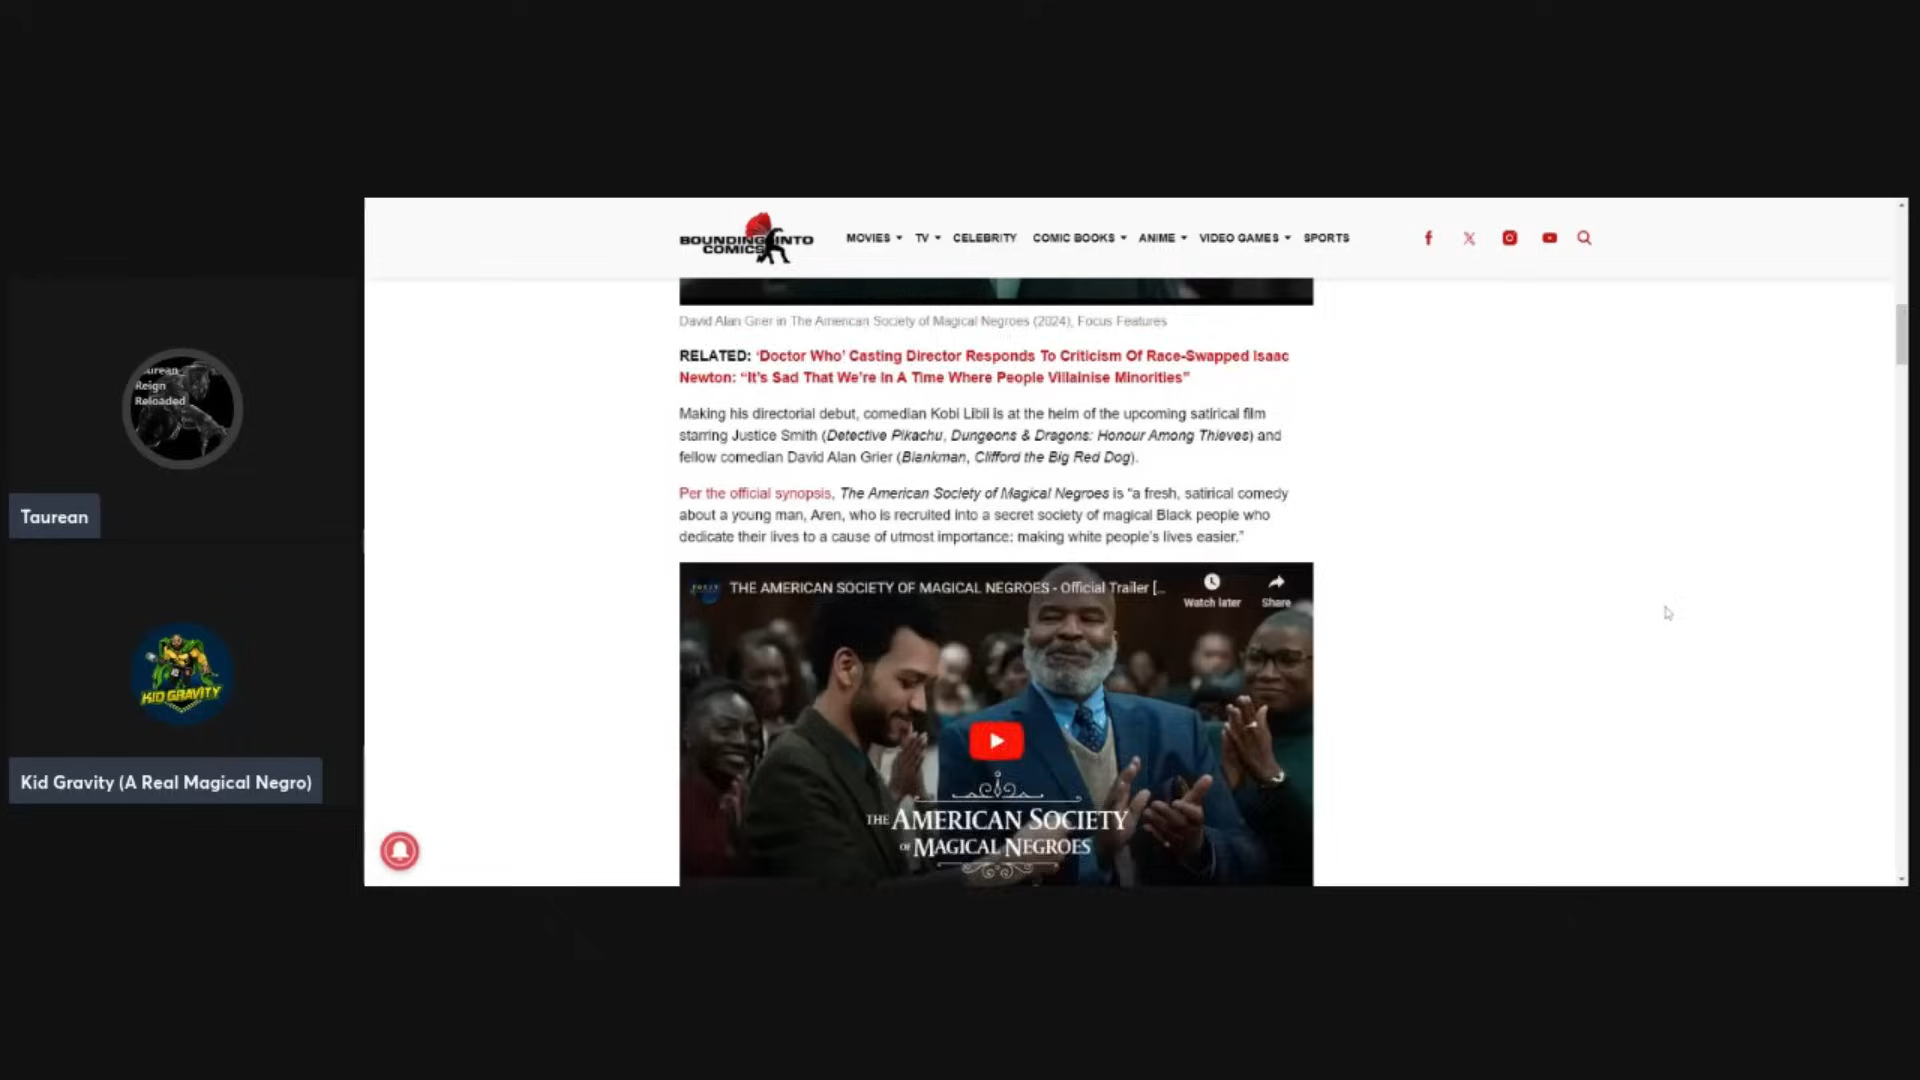 BOUNDING INTO
COMICS
MOVIES TV CELEBRITY COMIC BOOKS ANIME VIDEO GAMES SPORTS
David Alan Grier in The American Society of Magical Negroes (2024), Focus Features
RELATED: ‘Doctor Who’ Casting Director Responds To Criticism Of Race-Swapped Isaac
Newton: “It’s Sad That We’re In A Time Where People Villainise Minorities”
Making his directorial debut, comedian Kobi Libii is at the helm of the upcoming satirical film
starring Justice Smith (Detective Pikachu, Dungeons & Dragons: Honour Among Thieves) and
fellow comedian David Alan Grier (Blankman, Clifford the Big Red Dog).
Per the official synopsis, The American Society of Magical Negroes is “a fresh, satirical comedy
about a young man, Aren, who is recruited into a secret society of magical Black people who
dedicate their lives to a cause of utmost importance: making white people’s lives easier.”
THE AMERICAN SOCIETY OF MAGICAL NEGROES - Official Trailer [...
Watch later
Share
THE AMERICAN SOCIETY
OF MAGICAL NEGROES
Reign
Reloaded
Taurean
KID GRAVITY
Kid Gravity (A Real Magical Negro)